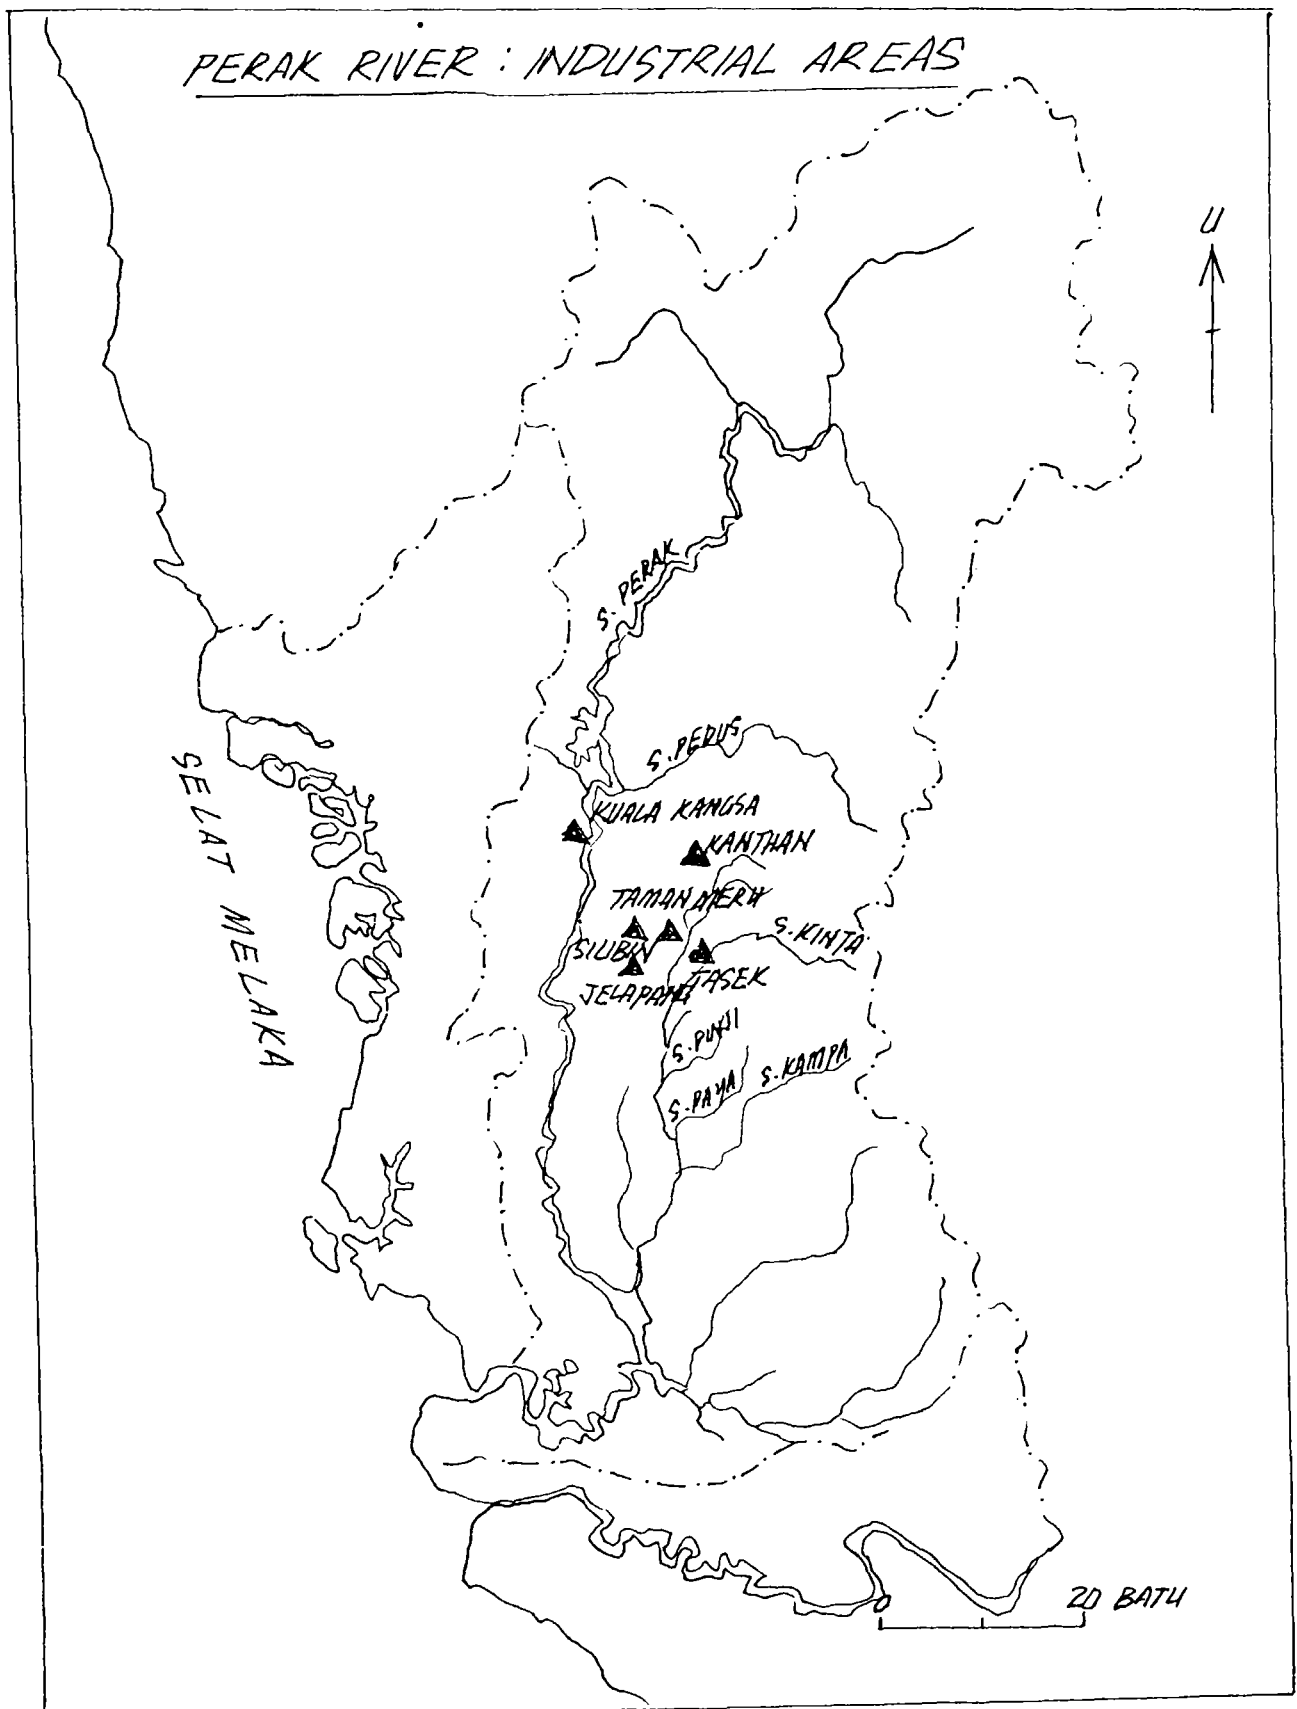 PERAK RIVER : INDUSTRIAL AREAS
U
S. PERAK
S. PERUS
SELAT MELAKA
KUALA KANGSA
KANTHAN
TAMAN MERU
S. KINTA
SILIBIN
TASEK
JELAPANG
S. PUNJI
S. KAMPA
S. PAYA
0
20 BATU